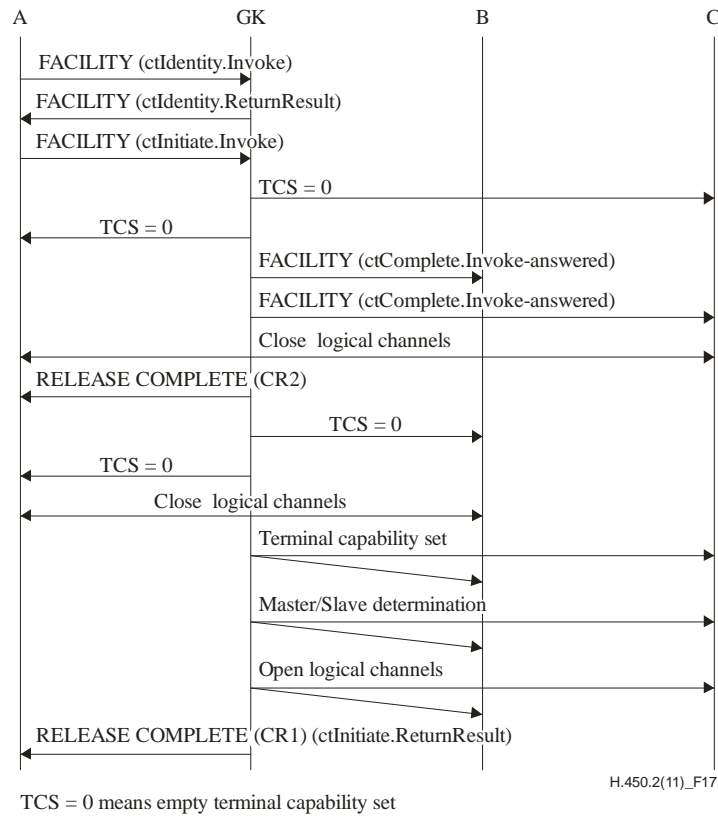 A GK B C
FACILITY (ctIdentity.Invoke)
FACILITY (ctIdentity.ReturnResult)
FACILITY (ctInitiate.Invoke)
TCS = 0
TCS = 0
FACILITY (ctComplete.Invoke-answered)
FACILITY (ctComplete.Invoke-answered)
Close logical channels
RELEASE COMPLETE (CR2)
TCS = 0
TCS = 0
Close logical channels
Terminal capability set
Master/Slave determination
Open logical channels
RELEASE COMPLETE (CR1) (ctInitiate.ReturnResult)
H.450.2(11)_F17
TCS = 0 means empty terminal capability set